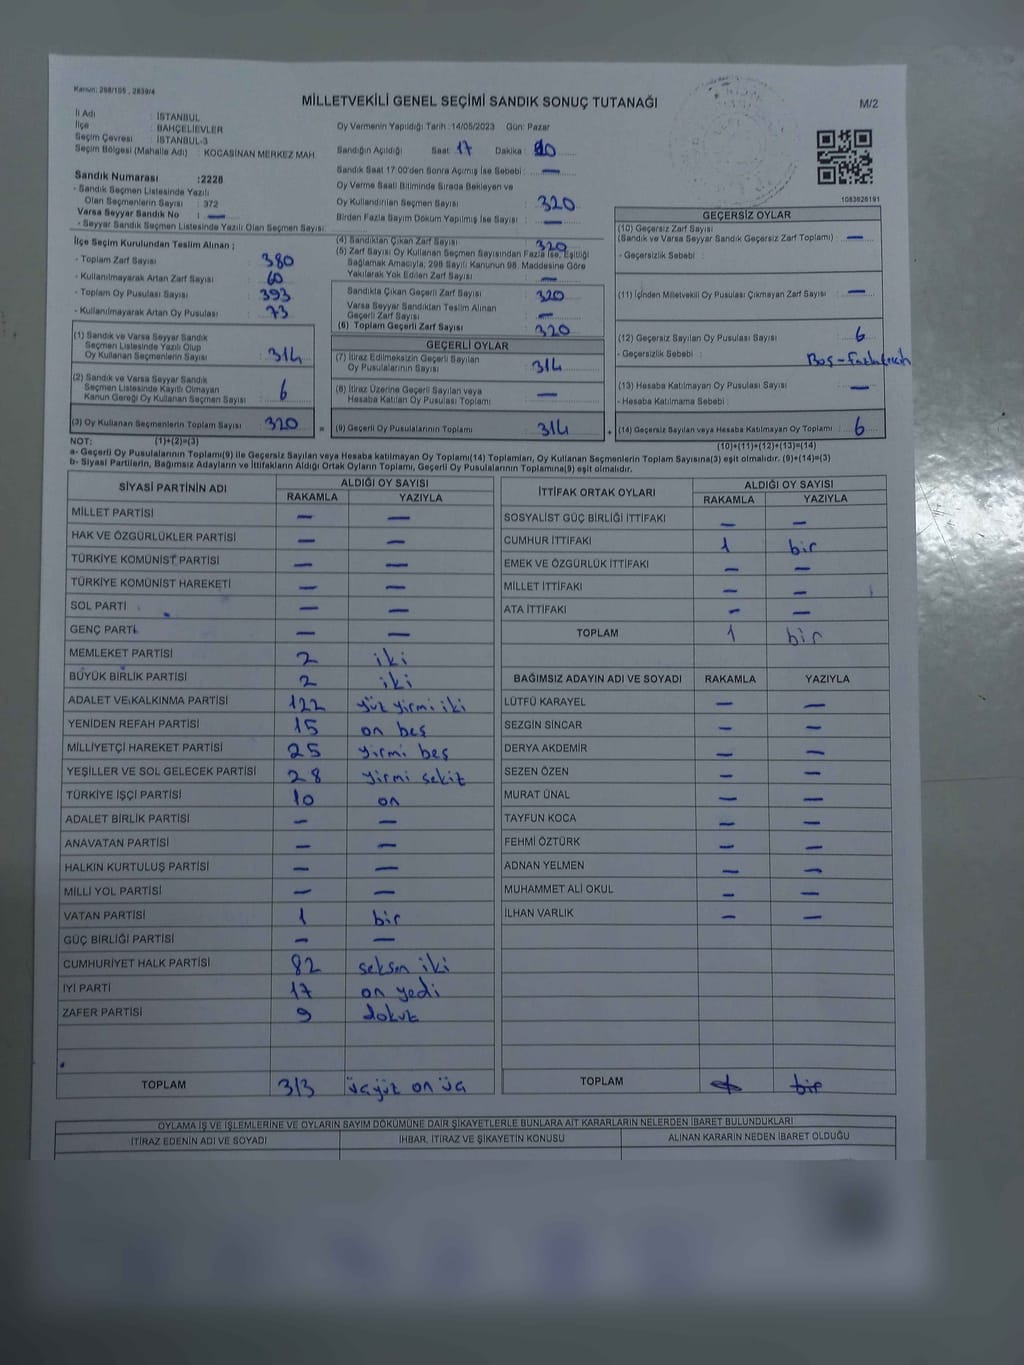 Kanun: 298/105 , 2839/4
MİLLETVEKİLİ GENEL SEÇİMİ SANDIK SONUÇ TUTANAĞI
M/2
İl Adı : İSTANBUL
İlçe : BAHÇELİEVLER
Seçim Çevresi : İSTANBUL-3
Seçim Bölgesi (Mahalle Adı) : KOCASİNAN MERKEZ MAH
Oy Vermenin Yapıldığı Tarih : 14/05/2023 Gün: Pazar
Sandığın Açıldığı Saat : 17 Dakika :
Sandık Saat 17:00'den Sonra Açımış İse Sebebi : —
Oy Verme Saati Bitiminde Sırada Bekleyen ve
Oy Kullandırılan Seçmenlerin Sayısı : 320
Birden Fazla Sayım Döküm Yapılmış İse Sayısı : —
1083826191
Sandık Numarası : 2228
- Sandık Seçmen Listesinde Yazılı
Olan Seçmenlerin Sayısı : 372
Varsa Seyyar Sandık No : —
- Seyyar Sandık Seçmen Listesinde Yazılı Olan Seçmen Sayısı:
İlçe Seçim Kurulundan Teslim Alınan ;
- Toplam Zarf Sayısı : 380
- Kullanılmayarak Artan Zarf Sayısı : 60
- Toplam Oy Pusulası Sayısı : 393
- Kullanılmayarak Artan Oy Pusulası : 73
(1) Sandık ve Varsa Seyyar Sandık
Seçmen Listesinde Yazılı Olup
Oy Kullanan Seçmenlerin Sayısı : 314
(2) Sandık ve Varsa Seyyar Sandık
Seçmen Listesinde Kayıtlı Olmayan
Kanun Gereği Oy Kullanan Seçmen Sayısı : 6
(3) Oy Kullanan Seçmenlerin Toplam Sayısı : 320
(4) Sandıktan Çıkan Zarf Sayısı : 320
(5) Zarf Sayısı Oy Kullanan Seçmen Sayısından Fazla İse, Eşitliği
Sağlamak Amacıyla, 298 Sayılı Kanunun 98. Maddesine Göre
Yakılarak Yok Edilen Zarf Sayısı : —
Sandıkta Çıkan Geçerli Zarf Sayısı : 320
Varsa Seyyar Sandıktan Teslim Alınan
Geçerli Zarf Sayısı : —
(6) Toplam Geçerli Zarf Sayısı : 320
GEÇERLİ OYLAR
(7) İtiraz Edilmeksizin Geçerli Sayılan
Oy Pusulalarının Sayısı : 314
(8) İtiraz Üzerine Geçerli Sayılan veya
Hesaba Katılan Oy Pusulası Toplamı : —
= (9) Geçerli Oy Pusulalarının Toplamı : 314
GEÇERSİZ OYLAR
(10) Geçersiz Zarf Sayısı
(Sandık ve Varsa Seyyar Sandık Geçersiz Zarf Toplamı) : —
- Geçersizlik Sebebi :
(11) İçinden Milletvekili Oy Pusulası Çıkmayan Zarf Sayısı : —
(12) Geçersiz Sayılan Oy Pusulası Sayısı : 6
- Geçersizlik Sebebi : Boş -
(13) Hesaba Katılmayan Oy Pusulası Sayısı : —
- Hesaba Katılmama Sebebi :
+ (14) Geçersiz Sayılan veya Hesaba Katılmayan Oy Toplamı : 6
NOT: (1)+(2)=(3) (10)+(11)+(12)+(13)=(14)
a- Geçerli Oy Pusulalarının Toplamı(9) ile Geçersiz Sayılan veya Hesaba Katılmayan Oy Toplamı(14) Toplamları, Oy Kullanan Seçmenlerin Toplam Sayısına(3) eşit olmalıdır. (9)+(14)=(3)
b- Siyasi Partilerin, Bağımsız Adayların ve İttifakların Aldığı Ortak Oyların Toplamı, Geçerli Oy Pusulalarının Toplamına(9) eşit olmalıdır.
SİYASİ PARTİNİN ADI ALDIĞI OY SAYISI
RAKAMLA YAZIYLA
MİLLET PARTİSİ — —
HAK VE ÖZGÜRLÜKLER PARTİSİ — —
TÜRKİYE KOMÜNİST PARTİSİ — —
TÜRKİYE KOMÜNİST HAREKETİ — —
SOL PARTİ — —
GENÇ PARTİ — —
MEMLEKET PARTİSİ 2 iki
BÜYÜK BİRLİK PARTİSİ 2 iki
ADALET VE KALKINMA PARTİSİ 122 yüz yirmi iki
YENİDEN REFAH PARTİSİ 15 on beş
MİLLİYETÇİ HAREKET PARTİSİ 25 yirmi beş
YEŞİLLER VE SOL GELECEK PARTİSİ 28 yirmi sekiz
TÜRKİYE İŞÇİ PARTİSİ 10 on
ADALET BİRLİK PARTİSİ — —
ANAVATAN PARTİSİ — —
HALKIN KURTULUŞ PARTİSİ — —
MİLLİ YOL PARTİSİ — —
VATAN PARTİSİ 1 bir
GÜÇ BİRLİĞİ PARTİSİ — —
CUMHURİYET HALK PARTİSİ 82 seksen iki
İYİ PARTİ 17 on yedi
ZAFER PARTİSİ 9 dokuz
TOPLAM 313 üçyüz on üç
İTTİFAK ORTAK OYLARI ALDIĞI OY SAYISI
RAKAMLA YAZIYLA
SOSYALİST GÜÇ BİRLİĞİ İTTİFAKI — —
CUMHUR İTTİFAKI 1 bir
EMEK VE ÖZGÜRLÜK İTTİFAKI — —
MİLLET İTTİFAKI — —
ATA İTTİFAKI — —
TOPLAM 1 bir
BAĞIMSIZ ADAYIN ADI VE SOYADI RAKAMLA YAZIYLA
LÜTFÜ KARAYEL — —
SEZGİN SİNCAR — —
DERYA AKDEMİR — —
SEZEN ÖZEN — —
MURAT ÜNAL — —
TAYFUN KOCA — —
FEHMİ ÖZTÜRK — —
ADNAN YELMEN — —
MUHAMMET ALİ OKUL — —
İLHAN VARLIK — —
TOPLAM 1 bir
OYLAMA İŞ VE İŞLEMLERİNE VE OYLARIN SAYIM DÖKÜMÜNE DAİR ŞİKAYETLERLE BUNLARA AİT KARARLARIN NELERDEN İBARET BULUNDUKLARI
İTİRAZ EDENİN ADI VE SOYADI İHBAR, İTİRAZ VE ŞİKAYETİN KONUSU ALINAN KARARIN NEDEN İBARET OLDUĞU